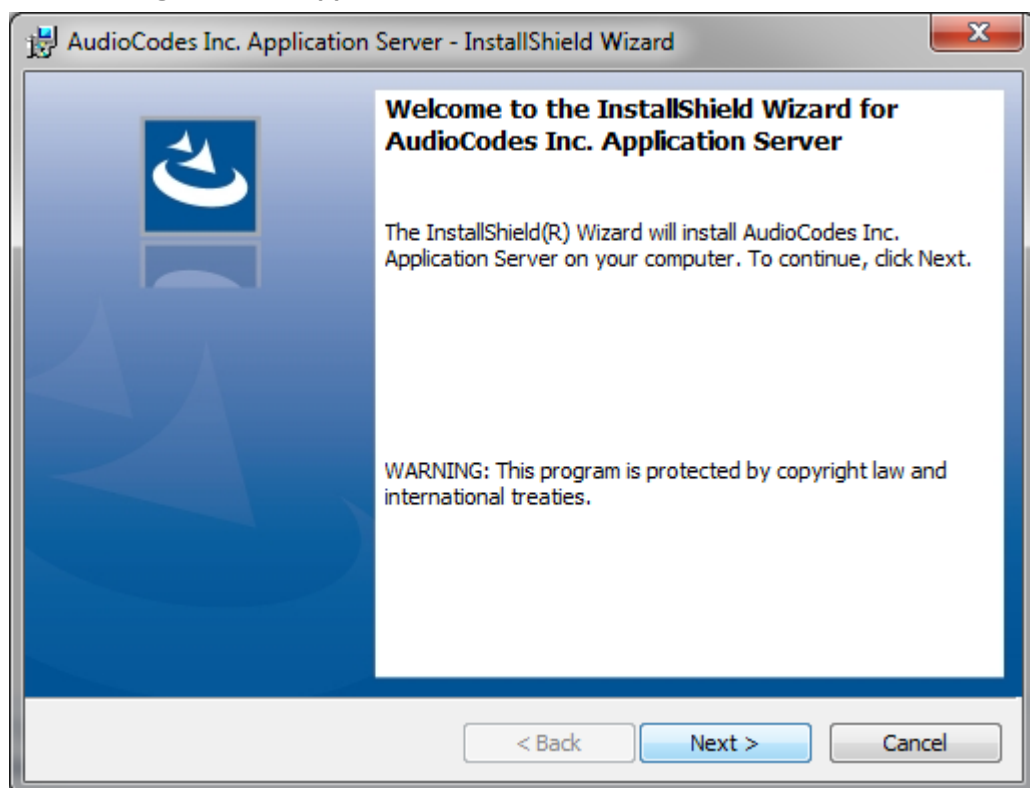 AudioCodes Inc. Application Server - InstallShield Wizard
Welcome to the InstallShield Wizard for
AudioCodes Inc. Application Server
The InstallShield(R) Wizard will install AudioCodes Inc.
Application Server on your computer. To continue, click Next.
WARNING: This program is protected by copyright law and
international treaties.
< Back
Next >
Cancel